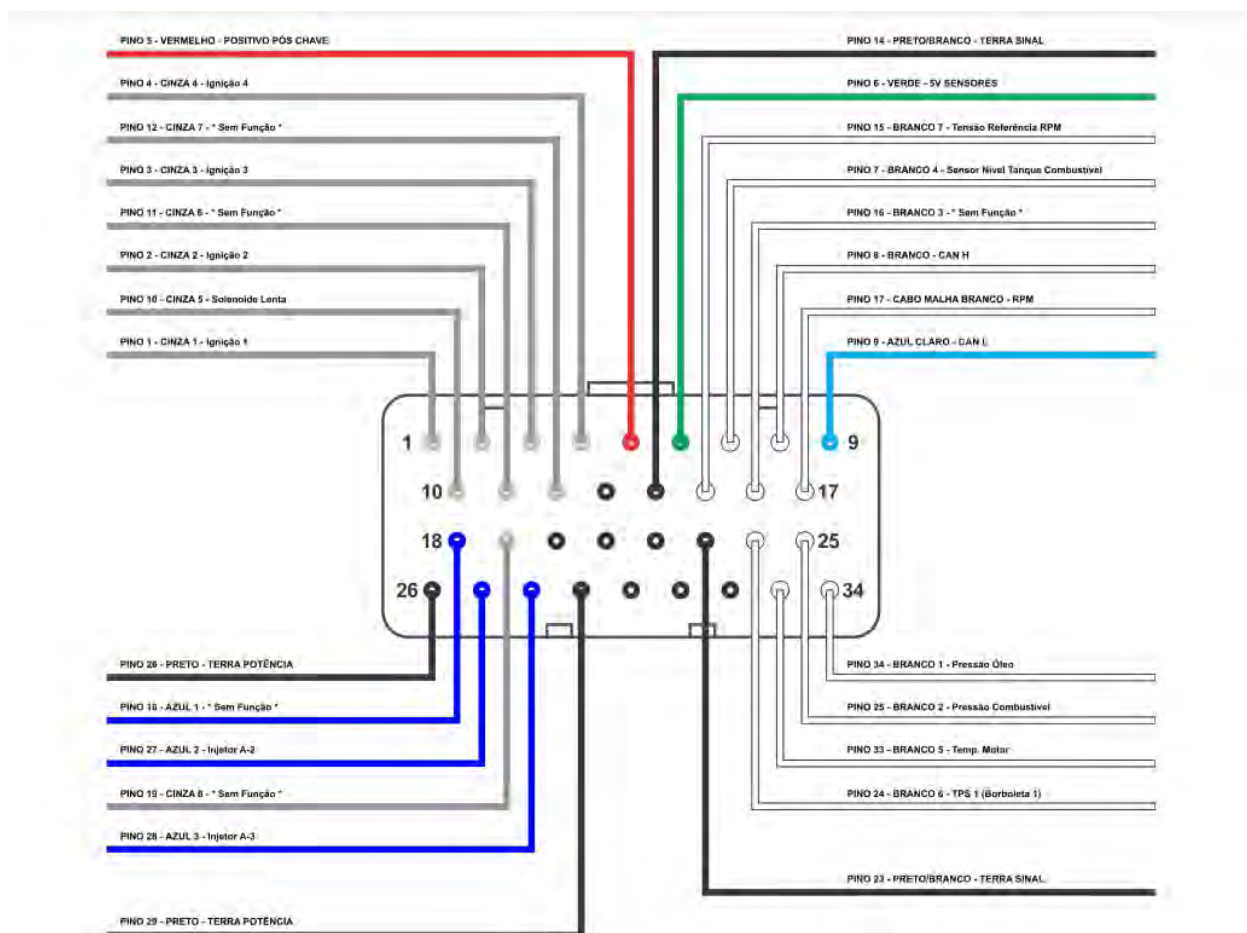 PINO 5 - VERMELHO - POSITIVO PÓS CHAVE
PINO 4 - CINZA 4 - Ignição 4
PINO 12 - CINZA 7 - * Sem Função *
PINO 3 - CINZA 3 - Ignição 3
PINO 11 - CINZA 6 - * Sem Função *
PINO 2 - CINZA 2 - Ignição 2
PINO 10 - CINZA 5 - Solenoide Lenta
PINO 1 - CINZA 1 - Ignição 1
PINO 14 - PRETO/BRANCO - TERRA SINAL
PINO 6 - VERDE - 5V SENSORES
PINO 15 - BRANCO 7 - Tensão Referência RPM
PINO 7 - BRANCO 4 - Sensor Nivel Tanque Combustível
PINO 16 - BRANCO 3 - * Sem Função *
PINO 8 - BRANCO - CAN H
PINO 17 - CABO MALHA BRANCO - RPM
PINO 9 - AZUL CLARO - CAN L
1
9
10
17
18
25
26
34
PINO 26 - PRETO - TERRA POTÊNCIA
PINO 18 - AZUL 1 - * Sem Função *
PINO 27 - AZUL 2 - Injetor A-2
PINO 19 - CINZA 8 - * Sem Função *
PINO 28 - AZUL 3 - Injetor A-3
PINO 29 - PRETO - TERRA POTÊNCIA
PINO 34 - BRANCO 1 - Pressão Óleo
PINO 25 - BRANCO 2 - Pressão Combustível
PINO 33 - BRANCO 5 - Temp. Motor
PINO 24 - BRANCO 6 - TPS 1 (Borboleta 1)
PINO 23 - PRETO/BRANCO - TERRA SINAL